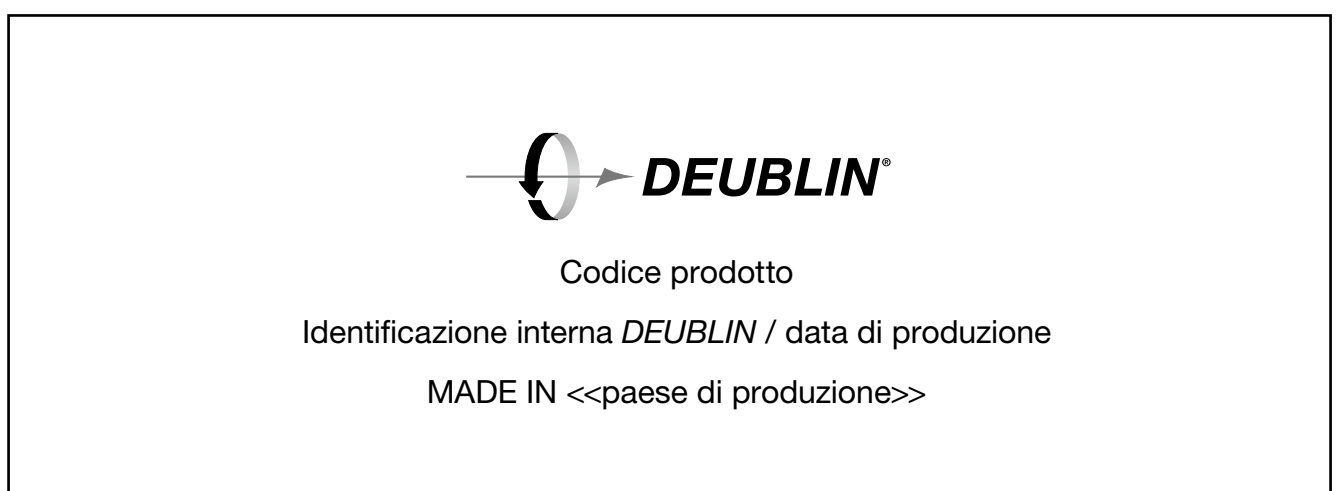 DEUBLIN®
Codice prodotto
Identificazione interna DEUBLIN / data di produzione
MADE IN <<paese di produzione>>